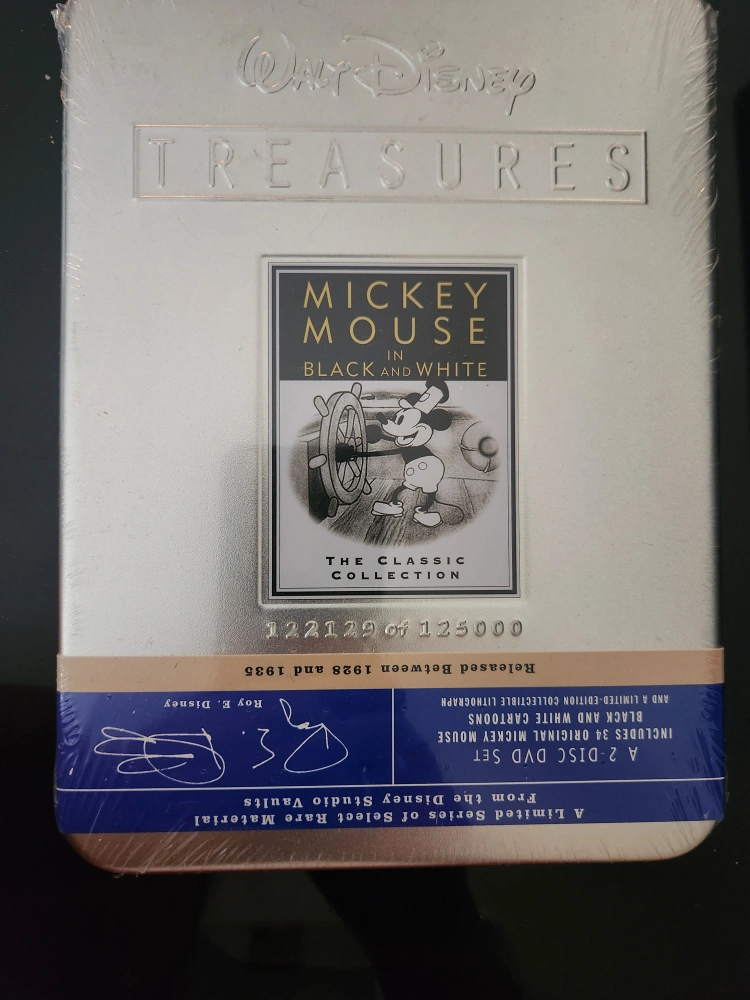 WALT DISNEY
TREASURES
MICKEY
MOUSE
IN
BLACK AND WHITE
THE CLASSIC
COLLECTION
122129 of 125000
A Limited Series of Select Rare Material
From the Disney Studio Vaults
A 2-DISC DVD SET
INCLUDES 34 ORIGINAL MICKEY MOUSE
BLACK AND WHITE CARTOONS
AND A LIMITED-EDITION COLLECTIBLE LITHOGRAPH
Roy E. Disney
Roy E. Disney
Released Between 1928 and 1935